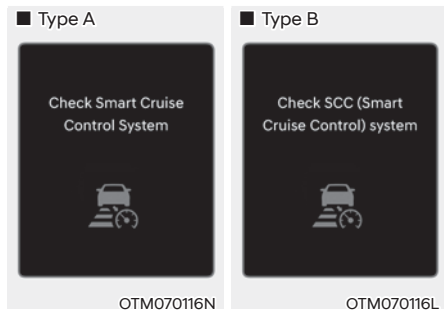 ■ Type A
Check Smart Cruise
Control System
OTM070116N
■ Type B
Check SCC (Smart
Cruise Control) system
OTM070116L